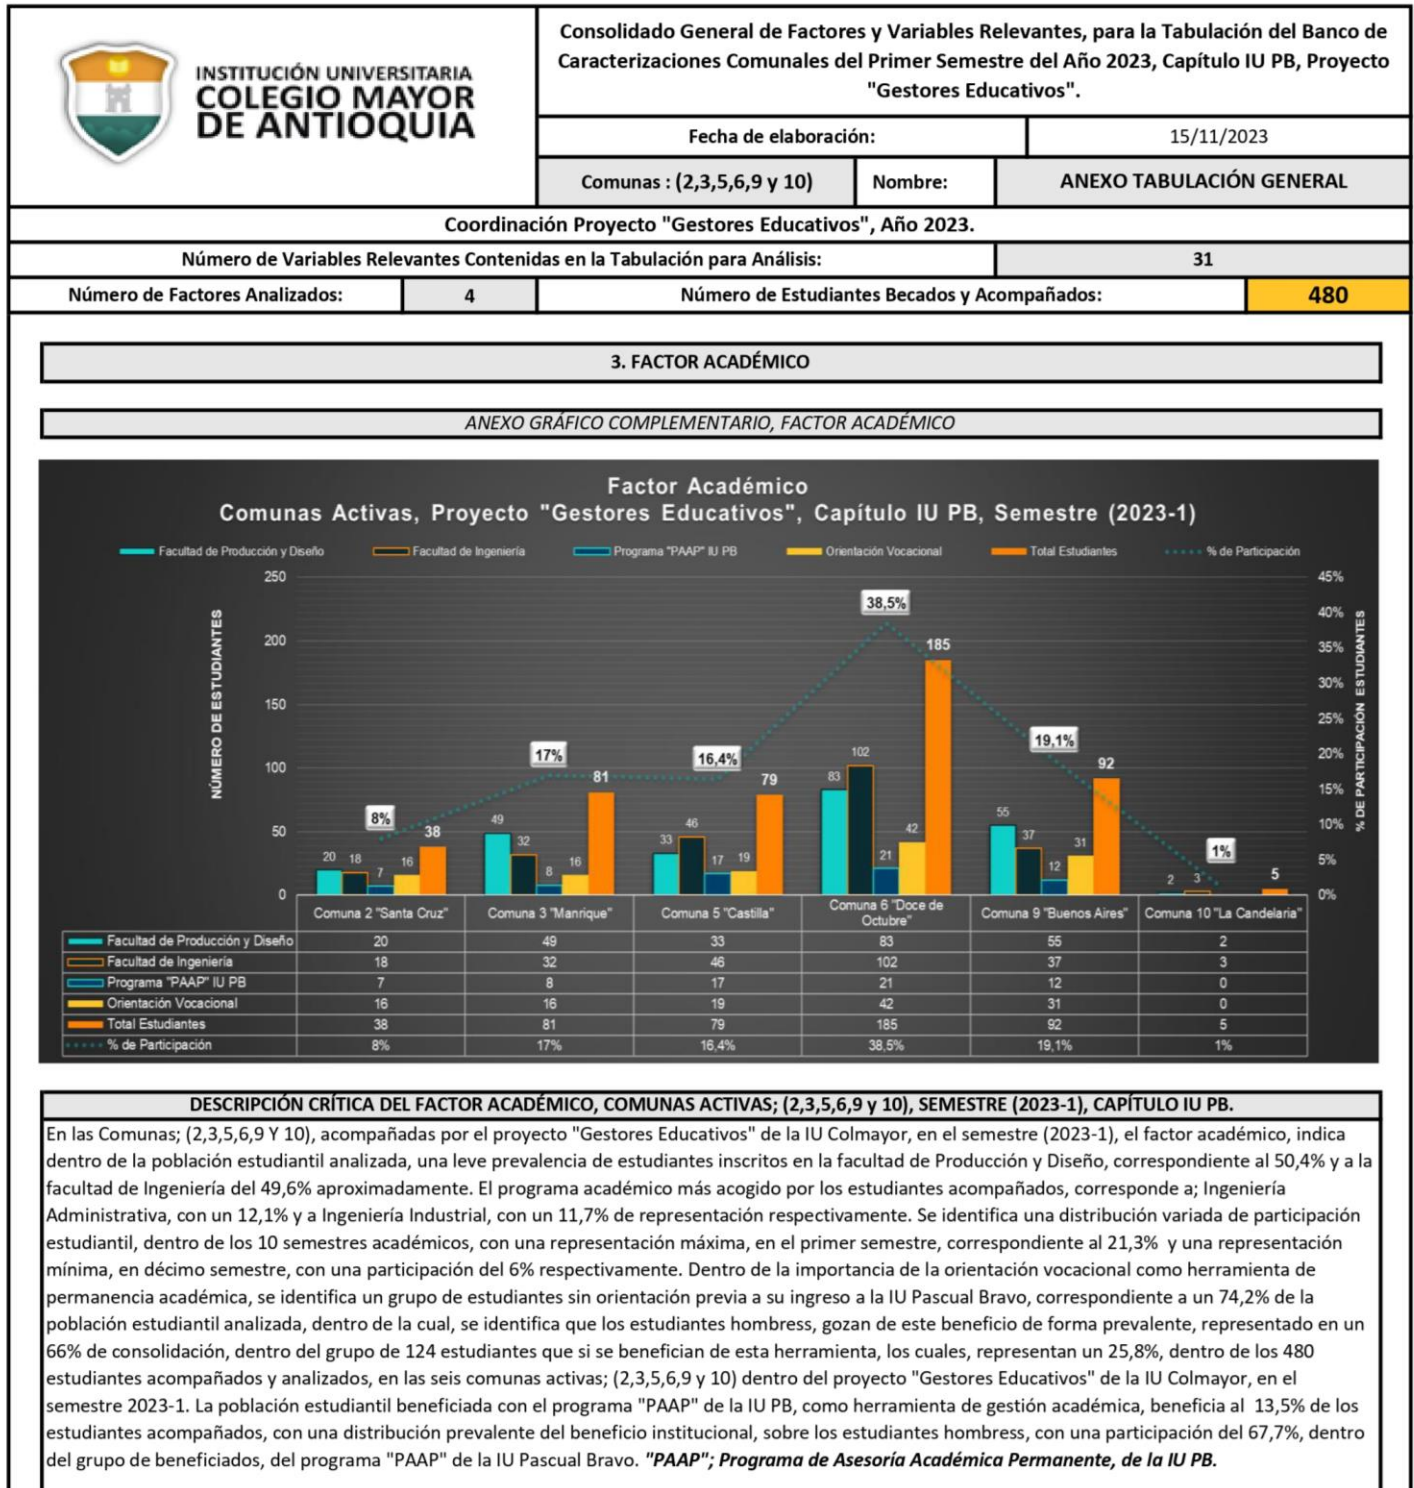 INSTITUCIÓN UNIVERSITARIA
COLEGIO MAYOR
DE ANTIOQUIA
Consolidado General de Factores y Variables Relevantes, para la Tabulación del Banco de
Caracterizaciones Comunales del Primer Semestre del Año 2023, Capítulo IU PB, Proyecto
"Gestores Educativos".
Fecha de elaboración: 15/11/2023
Comunas : (2,3,5,6,9 y 10) Nombre: ANEXO TABULACIÓN GENERAL
Coordinación Proyecto "Gestores Educativos", Año 2023.
Número de Variables Relevantes Contenidas en la Tabulación para Análisis: 31
Número de Factores Analizados: 4 Número de Estudiantes Becados y Acompañados: 480
3. FACTOR ACADÉMICO
ANEXO GRÁFICO COMPLEMENTARIO, FACTOR ACADÉMICO
Factor Académico
Comunas Activas, Proyecto "Gestores Educativos", Capítulo IU PB, Semestre (2023-1)
Facultad de Producción y Diseño Facultad de Ingeniería Programa "PAAP" IU PB Orientación Vocacional Total Estudiantes % de Participación
NÚMERO DE ESTUDIANTES
250
200
150
100
50
0
45%
40%
35%
30%
25%
20%
15%
10%
5%
0%
% DE PARTICIPACIÓN ESTUDIANTES
8%
17%
16,4%
38,5%
19,1%
1%
20 18 7 16 38
49 32 8 16 81
33 46 17 19 79
83 102 21 42 185
55 37 12 31 92
2 3 5
Comuna 2 "Santa Cruz" Comuna 3 "Manrique" Comuna 5 "Castilla" Comuna 6 "Doce de Octubre" Comuna 9 "Buenos Aires" Comuna 10 "La Candelaria"
Facultad de Producción y Diseño 20 49 33 83 55 2
Facultad de Ingeniería 18 32 46 102 37 3
Programa "PAAP" IU PB 7 8 17 21 12 0
Orientación Vocacional 16 16 19 42 31 0
Total Estudiantes 38 81 79 185 92 5
% de Participación 8% 17% 16,4% 38,5% 19,1% 1%
DESCRIPCIÓN CRÍTICA DEL FACTOR ACADÉMICO, COMUNAS ACTIVAS; (2,3,5,6,9 y 10), SEMESTRE (2023-1), CAPÍTULO IU PB.
En las Comunas; (2,3,5,6,9 Y 10), acompañadas por el proyecto "Gestores Educativos" de la IU Colmayor, en el semestre (2023-1), el factor académico, indica
dentro de la población estudiantil analizada, una leve prevalencia de estudiantes inscritos en la facultad de Producción y Diseño, correspondiente al 50,4% y a la
facultad de Ingeniería del 49,6% aproximadamente. El programa académico más acogido por los estudiantes acompañados, corresponde a; Ingeniería
Administrativa, con un 12,1% y a Ingeniería Industrial, con un 11,7% de representación respectivamente. Se identifica una distribución variada de participación
estudiantil, dentro de los 10 semestres académicos, con una representación máxima, en el primer semestre, correspondiente al 21,3% y una representación
mínima, en décimo semestre, con una participación del 6% respectivamente. Dentro de la importancia de la orientación vocacional como herramienta de
permanencia académica, se identifica un grupo de estudiantes sin orientación previa a su ingreso a la IU Pascual Bravo, correspondiente a un 74,2% de la
población estudiantil analizada, dentro de la cual, se identifica que los estudiantes hombress, gozan de este beneficio de forma prevalente, representado en un
66% de consolidación, dentro del grupo de 124 estudiantes que si se benefician de esta herramienta, los cuales, representan un 25,8%, dentro de los 480
estudiantes acompañados y analizados, en las seis comunas activas; (2,3,5,6,9 y 10) dentro del proyecto "Gestores Educativos" de la IU Colmayor, en el
semestre 2023-1. La población estudiantil beneficiada con el programa "PAAP" de la IU PB, como herramienta de gestión académica, beneficia al 13,5% de los
estudiantes acompañados, con una distribución prevalente del beneficio institucional, sobre los estudiantes hombress, con una participación del 67,7%, dentro
del grupo de beneficiados, del programa "PAAP" de la IU Pascual Bravo. "PAAP"; Programa de Asesoría Académica Permanente, de la IU PB.